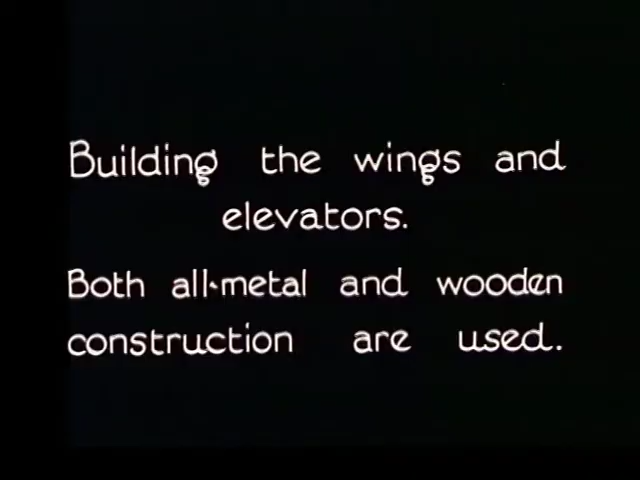 Building the wings and
elevators.
Both all-metal and wooden
construction are used.